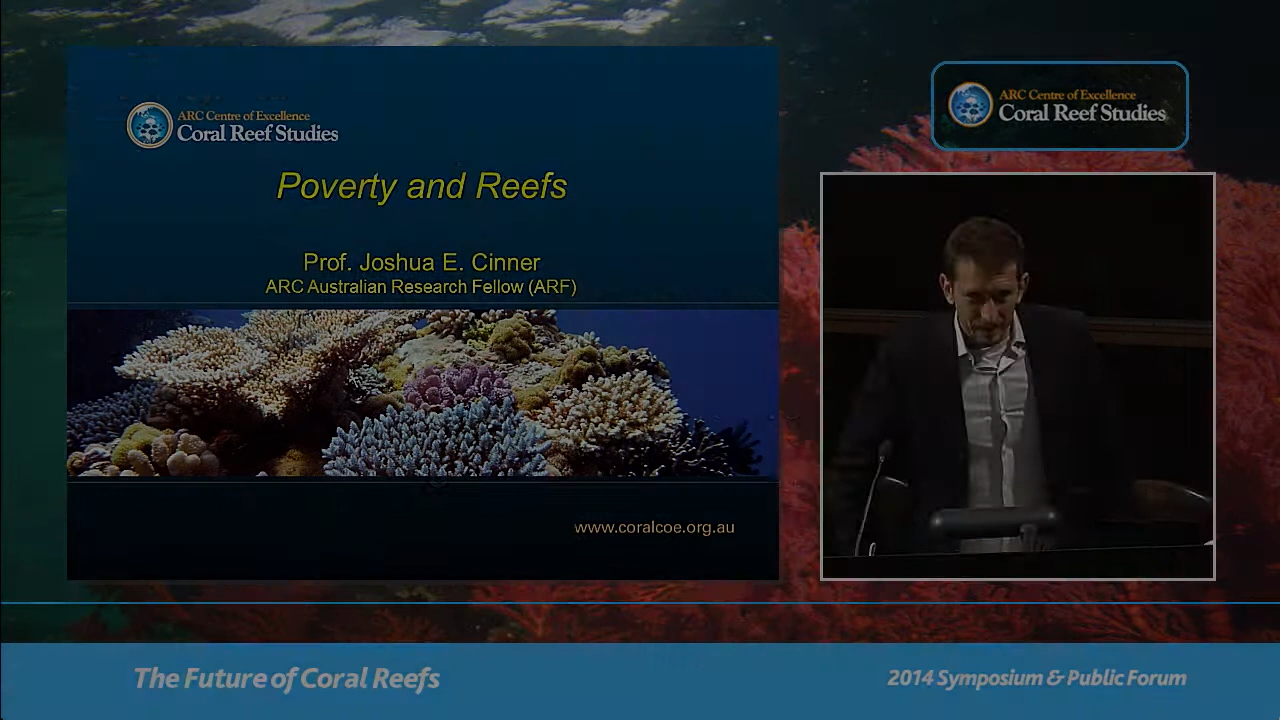 ARC Centre of Excellence
Coral Reef Studies
Poverty and Reefs
Prof. Joshua E. Cinner
ARC Australian Research Fellow (ARF)
www.coralcoe.org.au
ARC Centre of Excellence
Coral Reef Studies
The Future of Coral Reefs
2014 Symposium & Public Forum